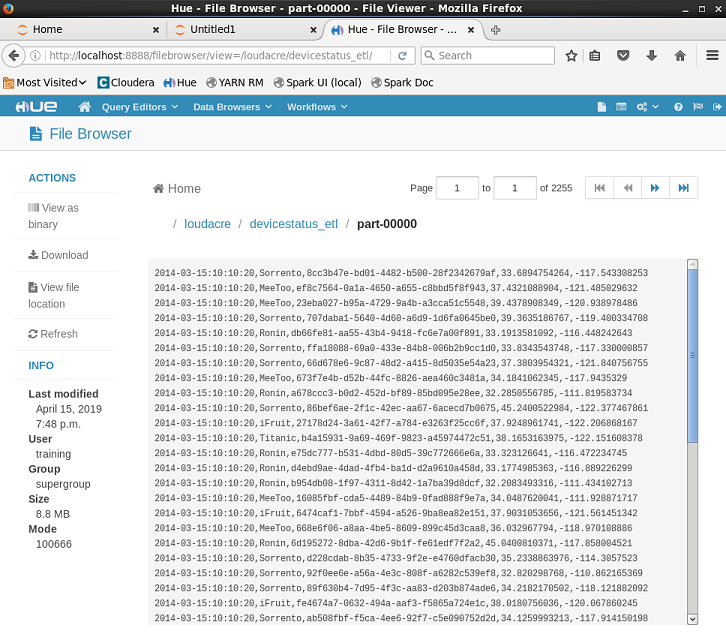 Hue - File Browser - part-00000 - File Viewer - Mozilla Firefox
Home
Untitled1
Hue - File Browser - ...
http://localhost:8888/filebrowser/view=/loudacre/devicestatus_etl/
Search
Most Visited
Cloudera
Hue
YARN RM
Spark UI (local)
Spark Doc
HUE
Query Editors
Data Browsers
Workflows
File Browser
ACTIONS
View as binary
Download
View file location
Refresh
INFO
Last modified
April 15, 2019
7:48 p.m.
User
training
Group
supergroup
Size
8.8 MB
Mode
100666
Home
Page 1 to 1 of 2255
/ loudacre / devicestatus_etl / part-00000
2014-03-15:10:10:20,Sorrento,8cc3b47e-bd01-4482-b500-28f2342679af,33.6894754264,-117.543308253
2014-03-15:10:10:20,MeeToo,ef8c7564-0a1a-4650-a655-c8bbd5f8f943,37.4321088904,-121.485029632
2014-03-15:10:10:20,MeeToo,23eba027-b95a-4729-9a4b-a3cca51c5548,39.4378908349,-120.938978486
2014-03-15:10:10:20,Sorrento,707daba1-5640-4d60-a6d9-1d6fa0645be0,39.3635186767,-119.400334708
2014-03-15:10:10:20,Ronin,db66fe81-aa55-43b4-9418-fc6e7a00f891,33.1913581092,-116.448242643
2014-03-15:10:10:20,Sorrento,ffa18088-69a0-433e-84b8-006b2b9cc1d0,33.8343543748,-117.330000857
2014-03-15:10:10:20,Sorrento,66d678e6-9c87-48d2-a415-8d5035e54a23,37.3803954321,-121.840756755
2014-03-15:10:10:20,MeeToo,673f7e4b-d52b-44fc-8826-aea460c3481a,34.1841062345,-117.9435329
2014-03-15:10:10:20,Ronin,a678ccc3-b0d2-452d-bf89-85bd095e28ee,32.2850556785,-111.819583734
2014-03-15:10:10:20,Sorrento,86bef6ae-2f1c-42ec-aa67-6acecd7b0675,45.2400522984,-122.377467861
2014-03-15:10:10:20,iFruit,27178d24-3a61-42f7-a784-e3263f25cc6f,37.9248961741,-122.206868167
2014-03-15:10:10:20,Titanic,b4a15931-9a69-469f-9823-a45974472c51,38.1653163975,-122.151608378
2014-03-15:10:10:20,Ronin,e75dc777-b531-4dbd-80d5-39c772666e6a,33.323126641,-116.472234745
2014-03-15:10:10:20,Ronin,d4ebd9ae-4dad-4fb4-ba1d-d2a9610a458d,33.1774985363,-116.889226299
2014-03-15:10:10:20,Ronin,b954db08-1f97-4311-8d42-1a7ba39d8dcf,32.2083493316,-111.434102713
2014-03-15:10:10:20,MeeToo,16085fbf-cda5-4489-84b9-0fad888f9e7a,34.0487620041,-111.928871717
2014-03-15:10:10:20,iFruit,6474caf1-7bbf-4594-a526-9ba8ea82e151,37.9031053656,-121.561451342
2014-03-15:10:10:20,MeeToo,668e6f06-a8aa-4be5-8609-899c45d3caa8,36.032967794,-118.970108886
2014-03-15:10:10:20,Ronin,6d195272-8dba-42d6-9b1f-fe61edf7f2a2,45.0400810371,-117.858004521
2014-03-15:10:10:20,Sorrento,d228cdab-8b35-4733-9f2e-e4760dfacb30,35.2338863976,-114.3057523
2014-03-15:10:10:20,Sorrento,92f0ee6e-a56a-4e3c-808f-a6282c539ef8,32.820298768,-110.862165369
2014-03-15:10:10:20,Sorrento,89f630b4-7d95-4f3c-aa83-d203b874ade6,34.2182170502,-118.121882092
2014-03-15:10:10:20,iFruit,fe4674a7-0632-494a-aaf3-f5865a724e1c,38.0180756036,-120.067860245
2014-03-15:10:10:20,Sorrento,ab508fbf-f5ca-4ee6-92f7-c5e090752d2d,34.1259993213,-117.914150198